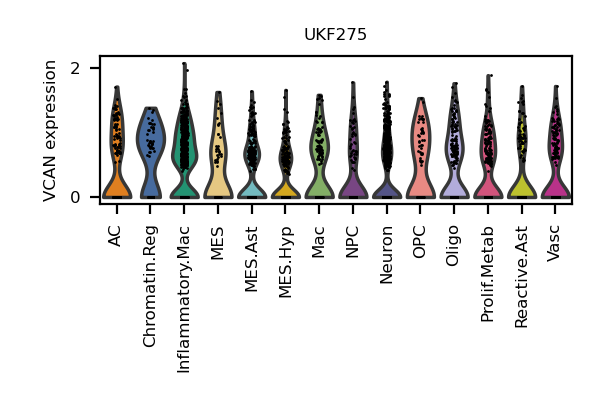 UKF275
VCAN expression
2
0
AC
Chromatin.Reg
Inflammatory.Mac
MES
MES.Ast
MES.Hyp
Mac
NPC
Neuron
OPC
Oligo
Prolif.Metab
Reactive.Ast
Vasc